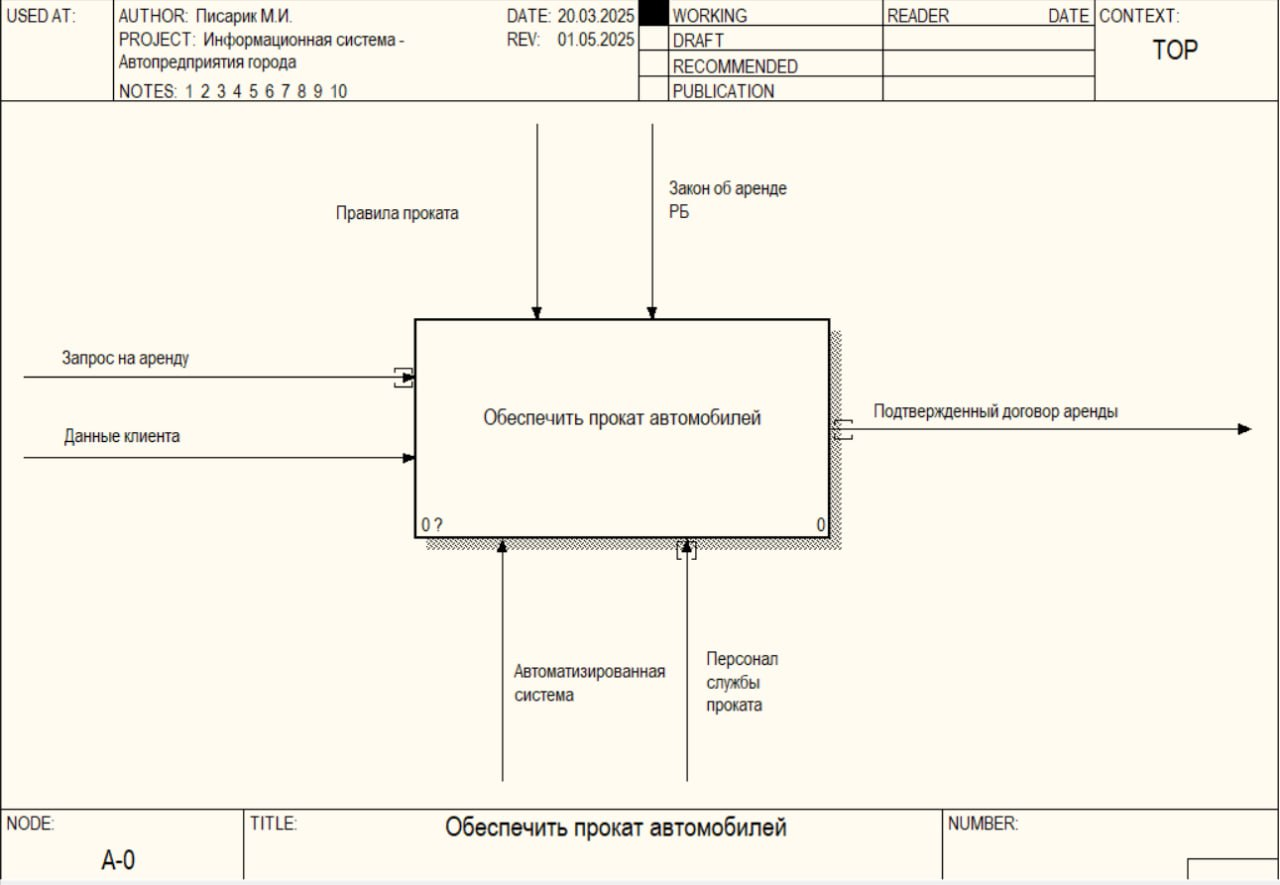 USED AT:
AUTHOR: Писарик М.И.
DATE: 20.03.2025
PROJECT: Информационная система -
Автопредприятия города
REV: 01.05.2025
NOTES: 1 2 3 4 5 6 7 8 9 10
WORKING
DRAFT
RECOMMENDED
PUBLICATION
READER
DATE
CONTEXT:
TOP
Правила проката
Закон об аренде
РБ
Запрос на аренду
Данные клиента
Обеспечить прокат автомобилей
0 ?
0
Подтвержденный договор аренды
Автоматизированная
система
Персонал
службы
проката
NODE:
A-0
TITLE:
Обеспечить прокат автомобилей
NUMBER: